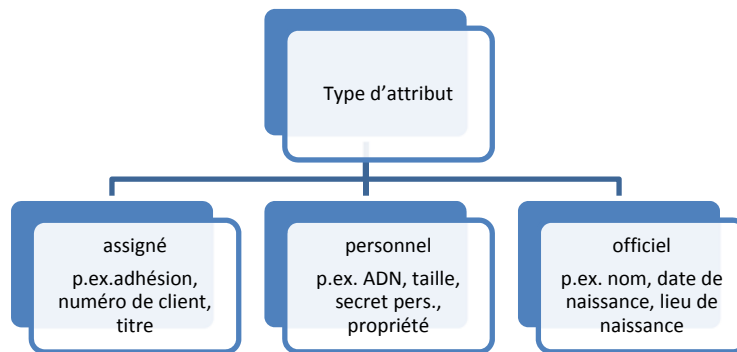 Type d'attribut
assigné
p.ex.adhésion,
numéro de client,
titre
personnel
p.ex. ADN, taille,
secret pers.,
propriété
officiel
p.ex. nom, date de
naissance, lieu de
naissance